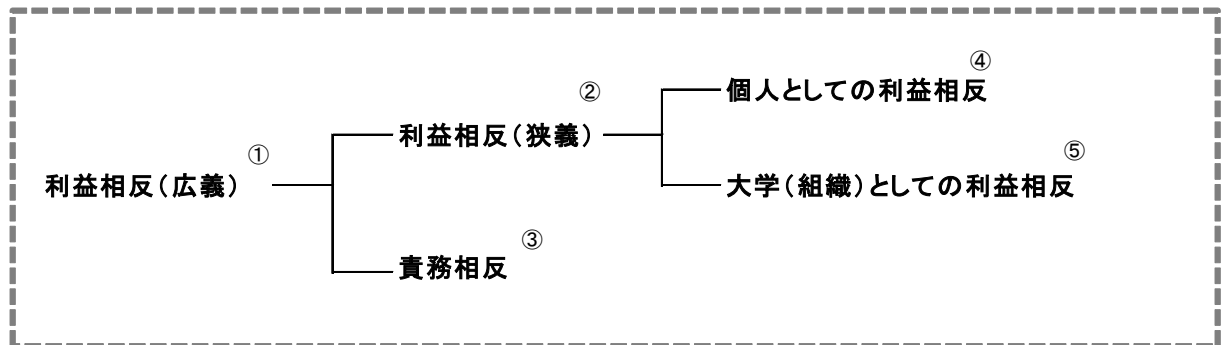 ④
個人としての利益相反
②
利益相反（狭義）
①
⑤
利益相反（広義）
大学（組織）としての利益相反
③
責務相反